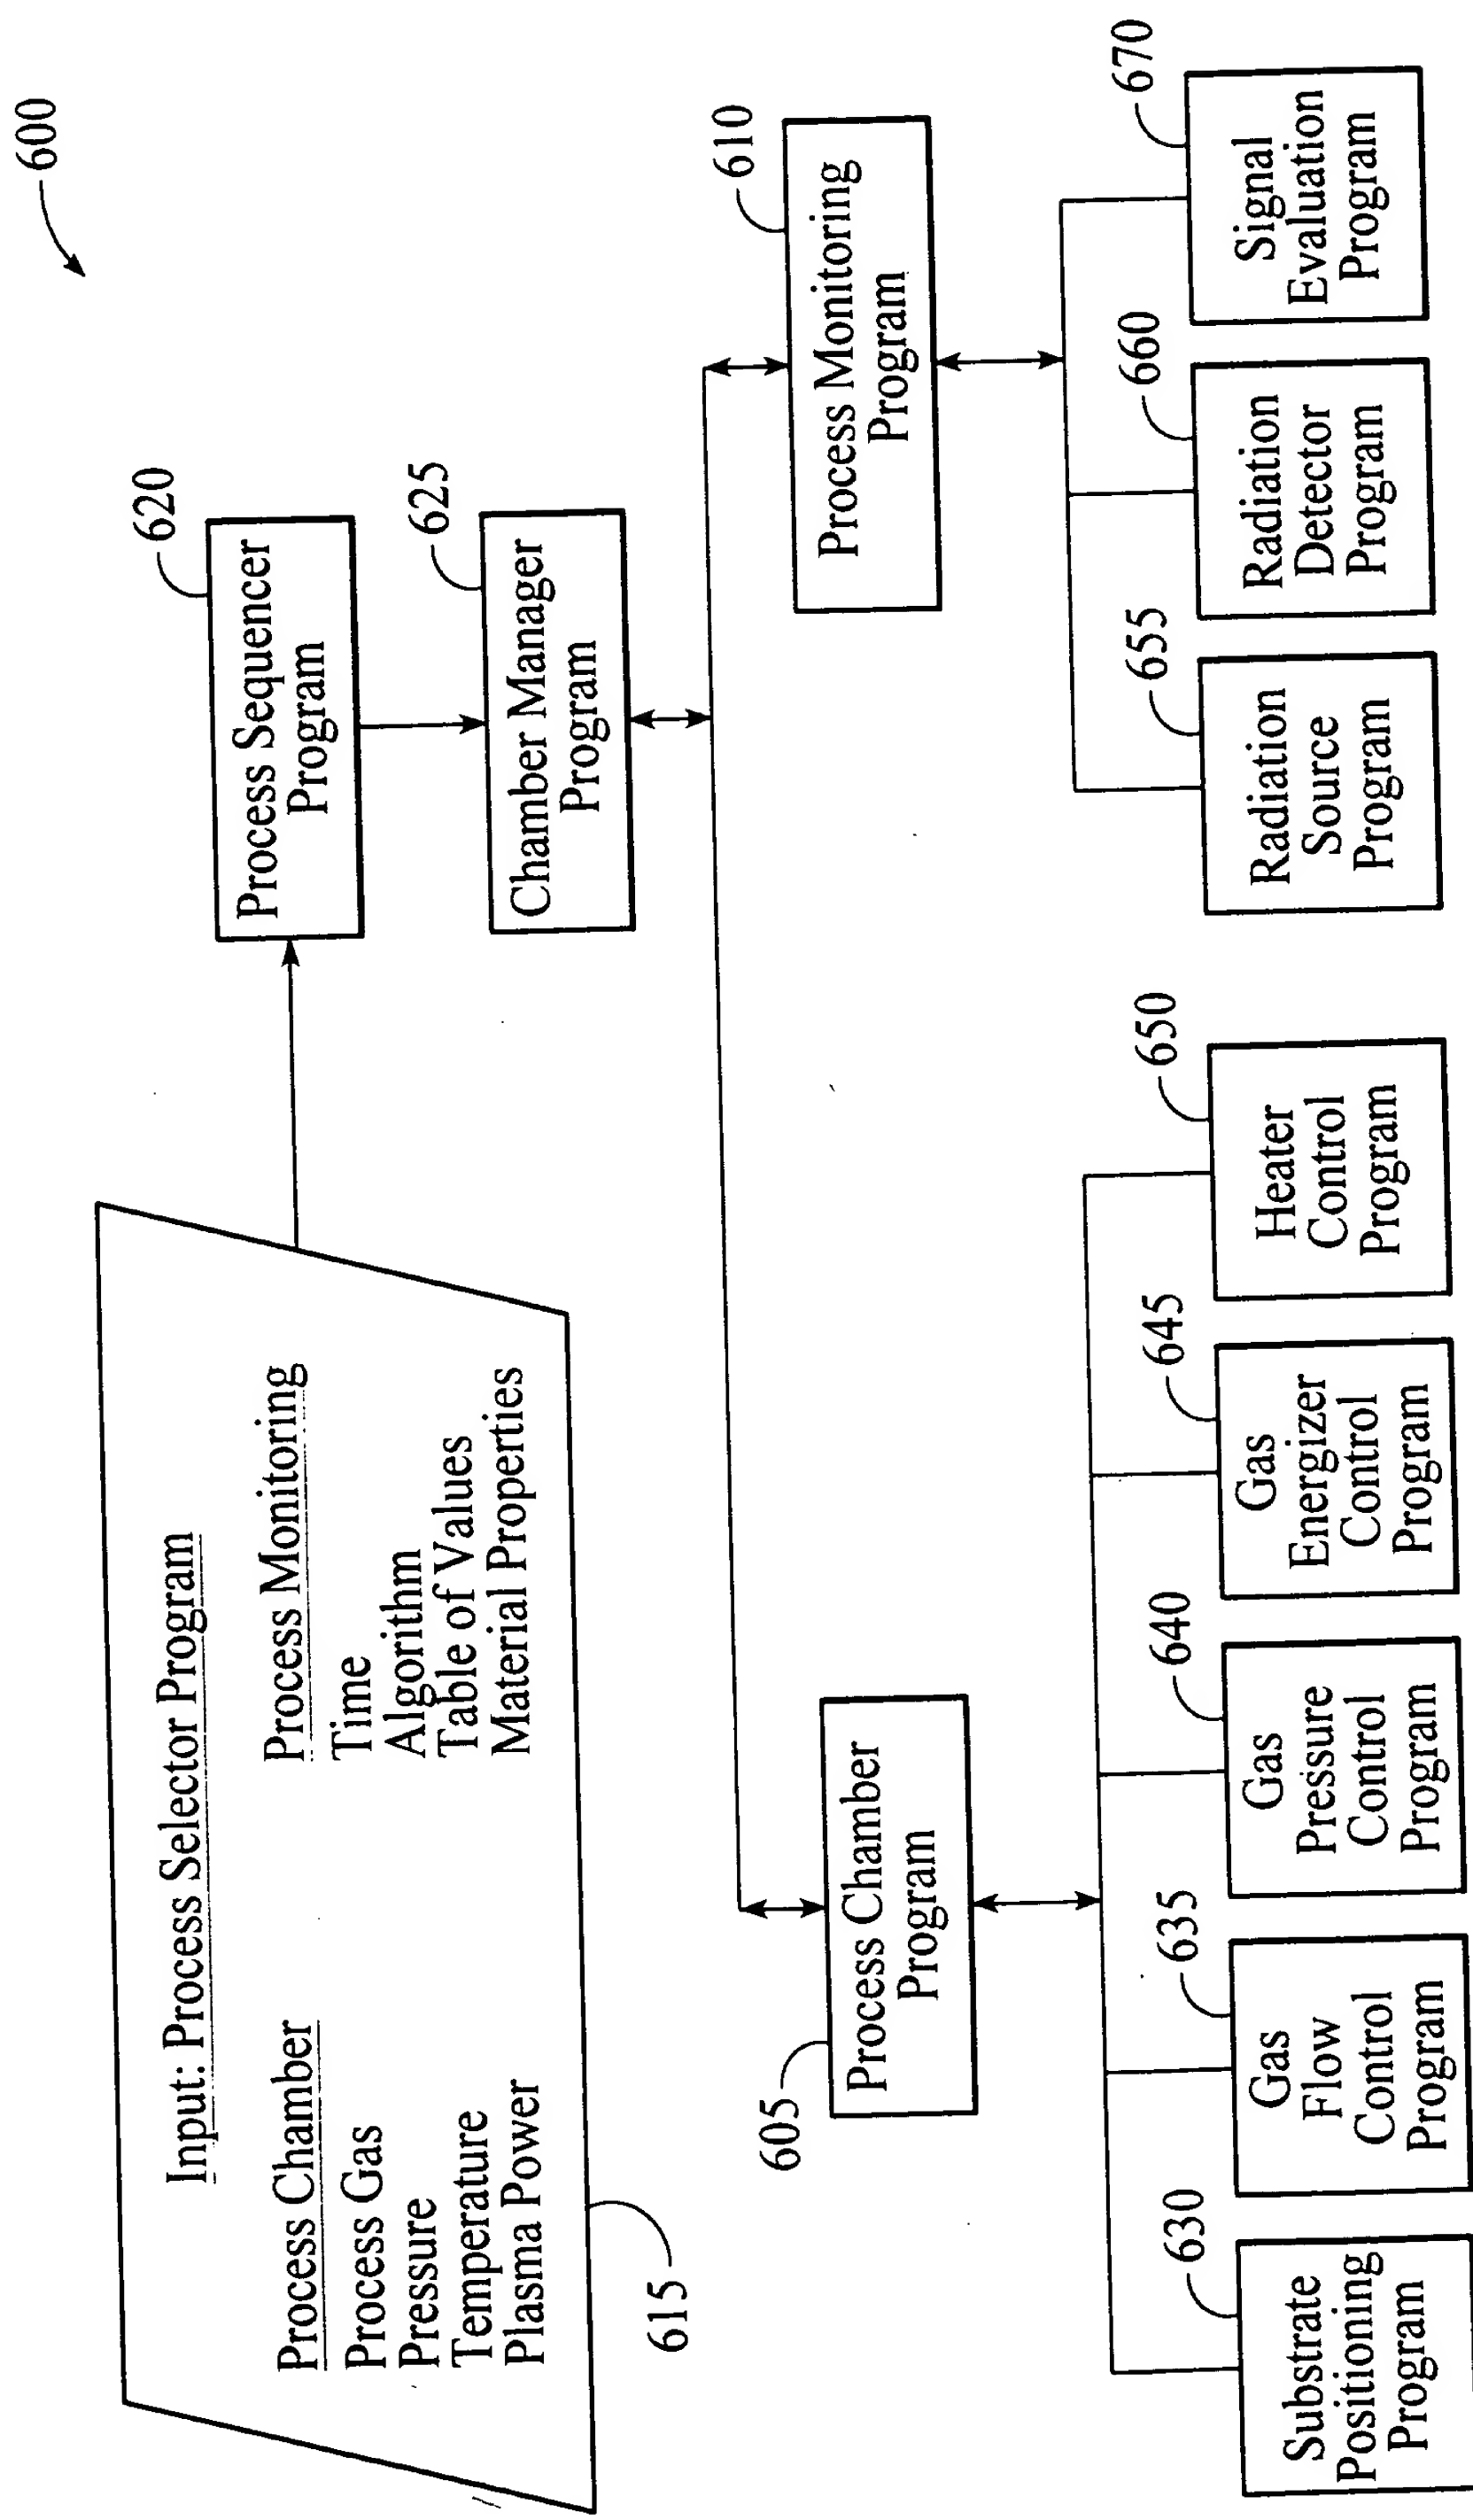 600
Input: Process Selector Program
Process Chamber
Process Gas
Pressure
Temperature
Plasma Power
Process Monitoring
Time
Algorithm
Table of Values
Material Properties
615
620
Process Sequencer
Program
625
Chamber Manager
Program
605
Process Chamber
Program
610
Process Monitoring
Program
630
Substrate
Positioning
Program
635
Gas
Flow
Control
Program
640
Gas
Pressure
Control
Program
645
Gas
Energizer
Control
Program
650
Heater
Control
Program
655
Radiation
Source
Program
660
Radiation
Detector
Program
670
Signal
Evaluation
Program